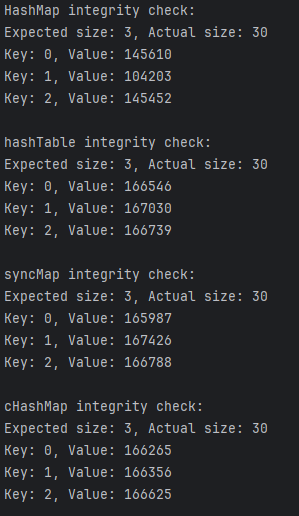 HashMap integrity check:
Expected size: 3, Actual size: 30
Key: 0, Value: 145610
Key: 1, Value: 104203
Key: 2, Value: 145452

hashTable integrity check:
Expected size: 3, Actual size: 30
Key: 0, Value: 166546
Key: 1, Value: 167030
Key: 2, Value: 166739

syncMap integrity check:
Expected size: 3, Actual size: 30
Key: 0, Value: 165987
Key: 1, Value: 167426
Key: 2, Value: 166788

cHashMap integrity check:
Expected size: 3, Actual size: 30
Key: 0, Value: 166265
Key: 1, Value: 166356
Key: 2, Value: 166625